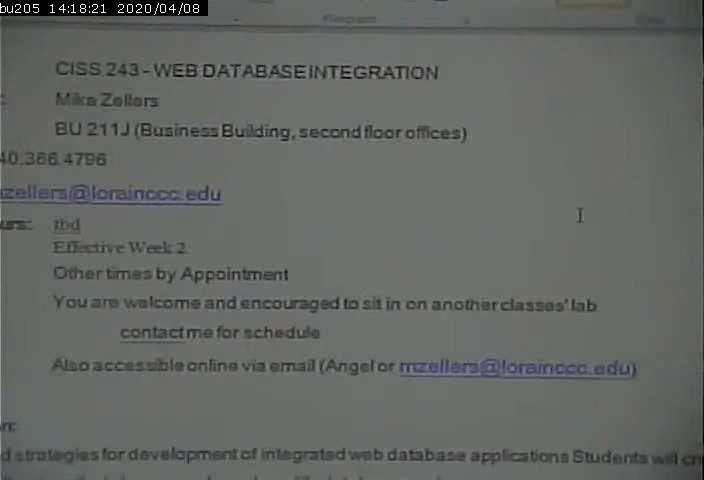 bu205 14:18:21 2020/04/08
CISS 243 - WEB DATABASE INTEGRATION
Mike Zellers
BU 211J (Business Building, second floor offices)
40.366.4796
zellers@lorainccc.edu
urs: tbd
Effective Week 2
Other times by Appointment
You are welcome and encouraged to sit in on another classes' lab
contact me for schedule
Also accessible online via email (Angel or mzellers@lorainccc.edu)
d strategies for development of integrated web database applications Students will cr